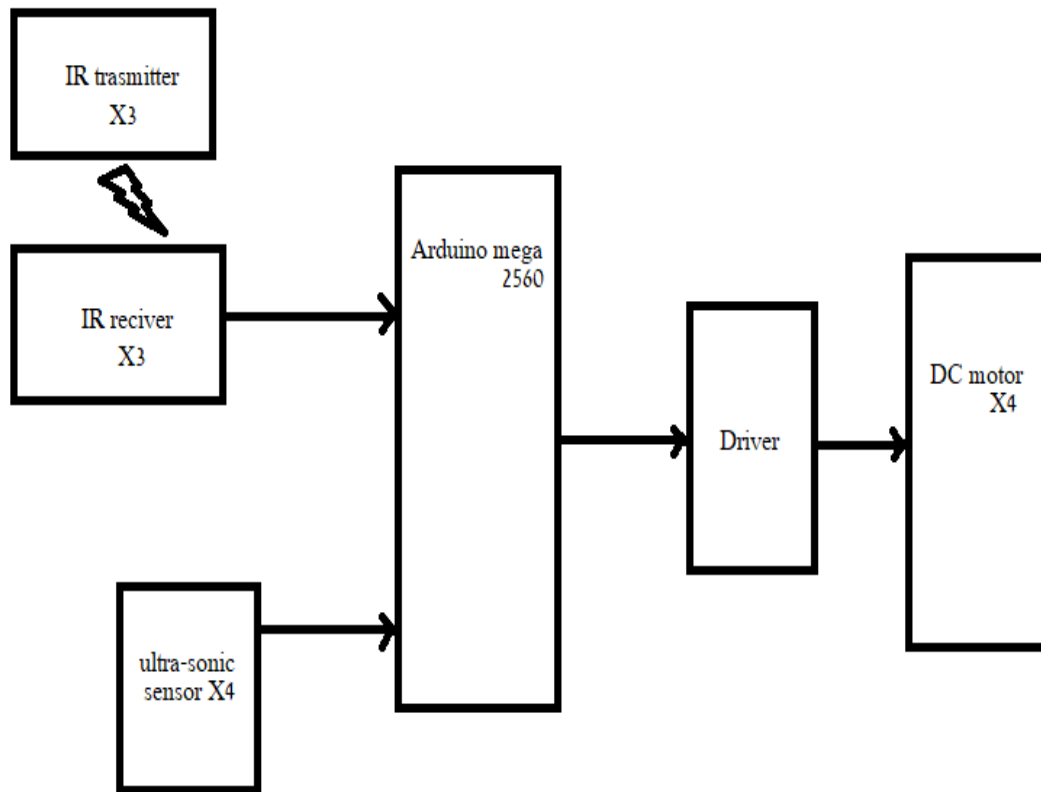 IR trasmitter
X3
IR reciver
X3
Arduino mega
2560
ultra-sonic
sensor X4
Driver
DC motor
X4